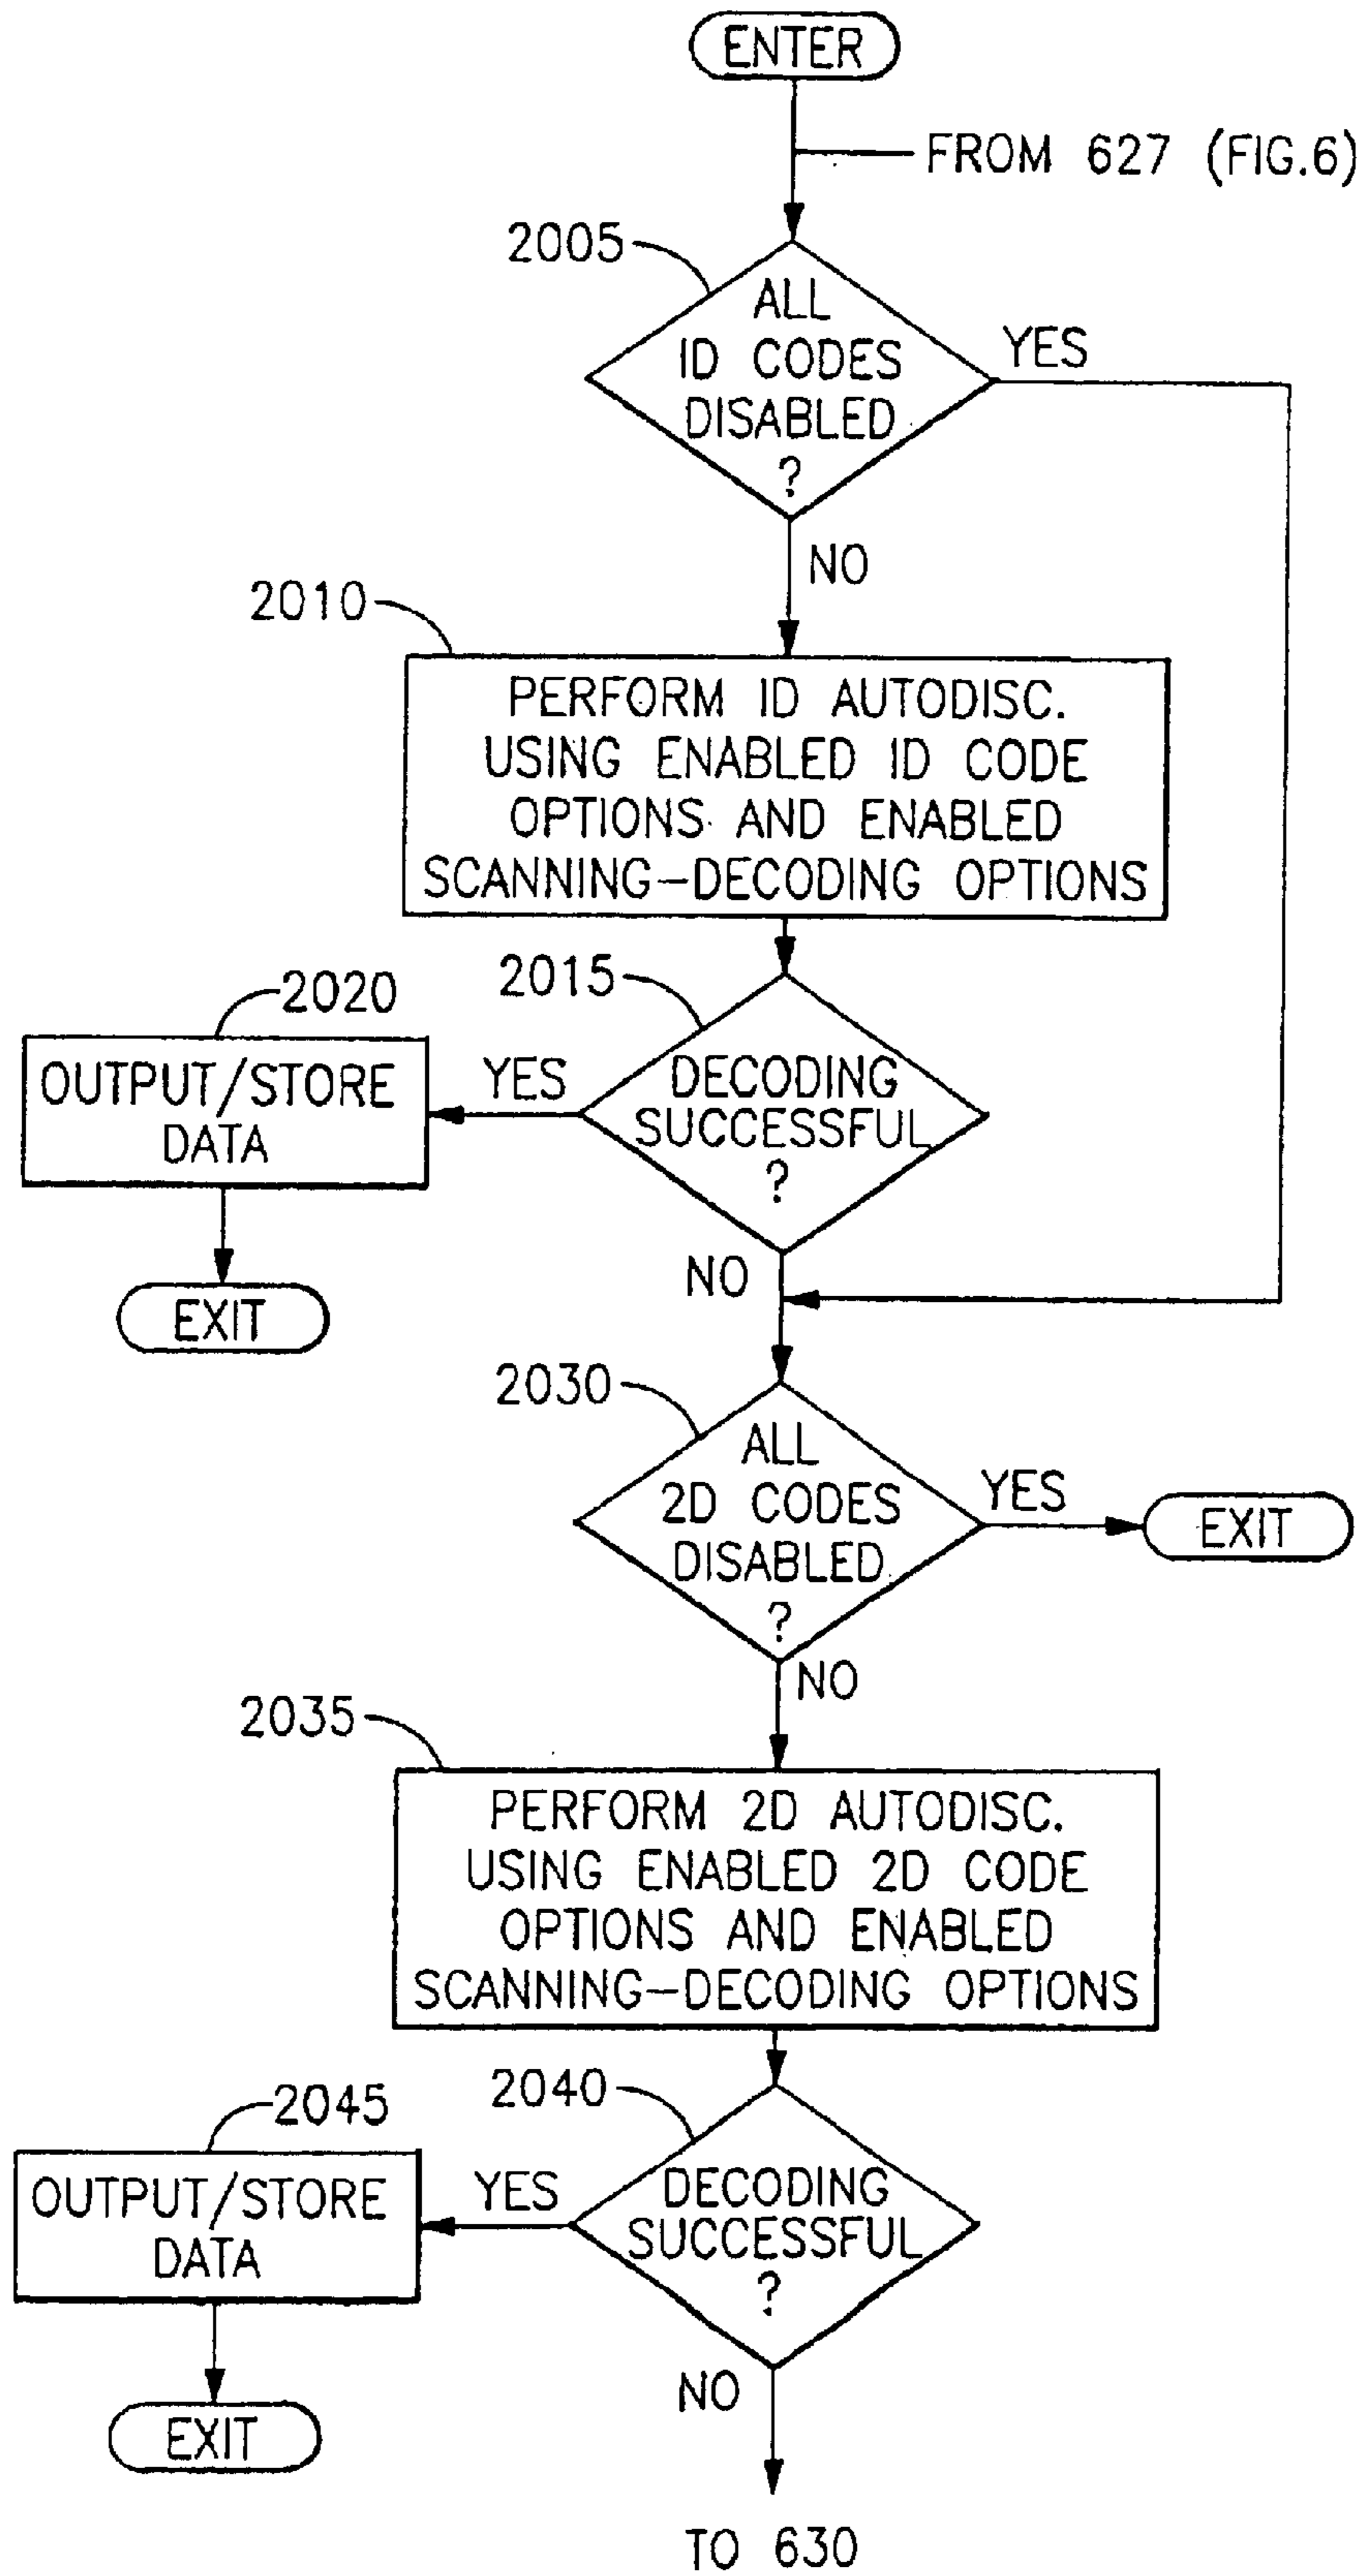 ENTER
FROM 627 (FIG.6)
2005
ALL
ID CODES
DISABLED
?
YES
NO
2010
PERFORM ID AUTODISC.
USING ENABLED ID CODE
OPTIONS AND ENABLED
SCANNING–DECODING OPTIONS
2015
2020
OUTPUT/STORE
DATA
YES
DECODING
SUCCESSFUL
?
NO
EXIT
2030
ALL
2D CODES
DISABLED
?
YES
EXIT
NO
2035
PERFORM 2D AUTODISC.
USING ENABLED 2D CODE
OPTIONS AND ENABLED
SCANNING–DECODING OPTIONS
2040
2045
OUTPUT/STORE
DATA
YES
DECODING
SUCCESSFUL
?
NO
EXIT
TO 630